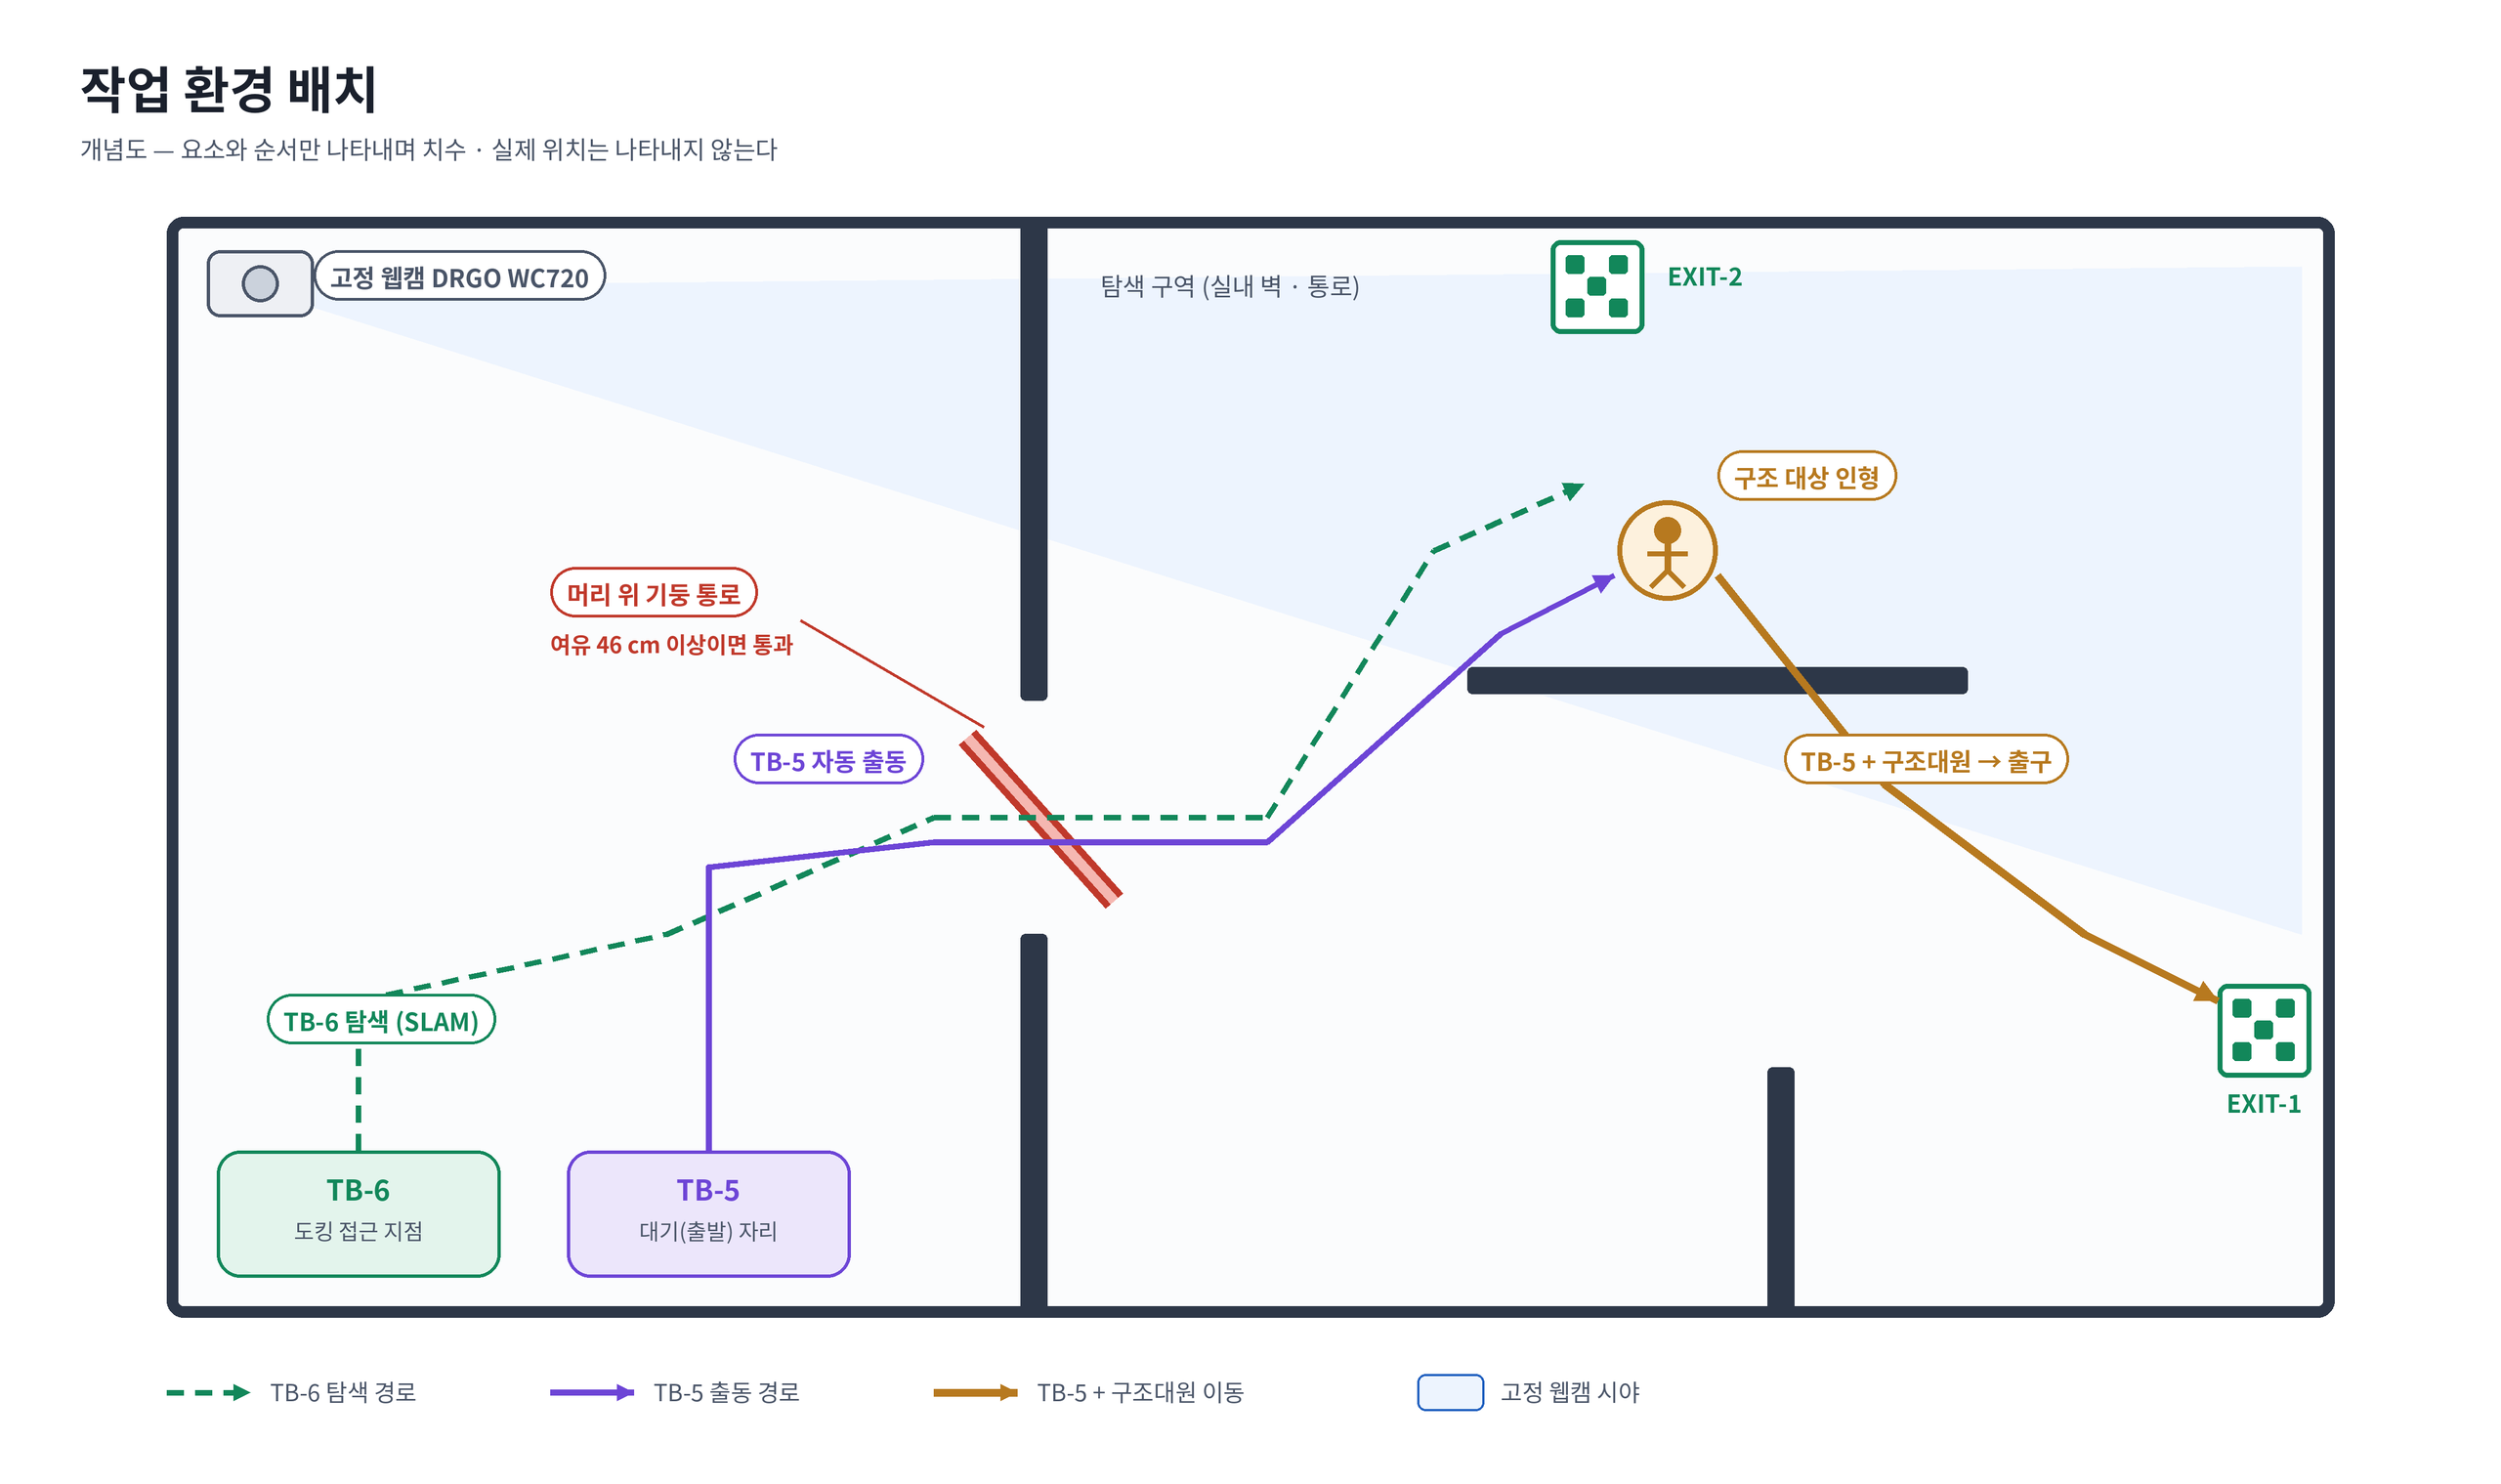 작업 환경 배치
개념도 — 요소와 순서만 나타내며 치수 · 실제 위치는 나타내지 않는다
고정 웹캠 DRGO WC720
탐색 구역 (실내 벽 · 통로)
EXIT-2
구조 대상 인형
머리 위 기둥 통로
여유 46 cm 이상이면 통과
TB-5 자동 출동
TB-5 + 구조대원 → 출구
TB-6 탐색 (SLAM)
EXIT-1
TB-6
도킹 접근 지점
TB-5
대기(출발) 자리
TB-6 탐색 경로
TB-5 출동 경로
TB-5 + 구조대원 이동
고정 웹캠 시야